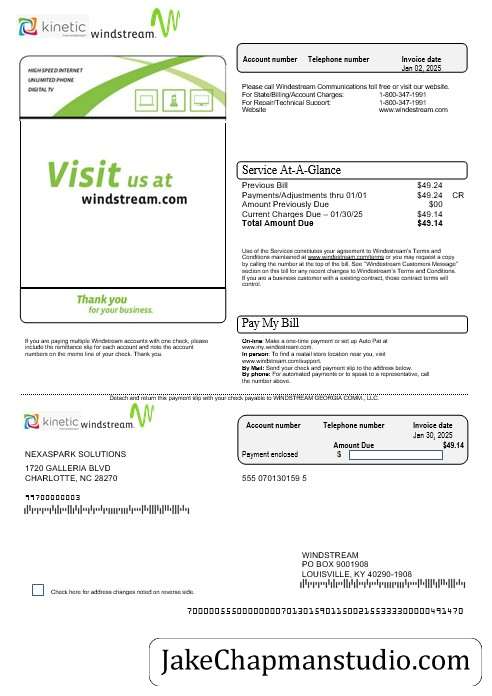 kinetic windstream.
Account number Telephone number Invoice date
Jan 02, 2025
HIGH SPEED INTERNET
UNLIMITED PHONE
DIGITAL TV
Please call Windstream Communications toll free or visit our website.
For State/Billing/Account Charges: 1-800-347-1991
For Repair/Technical Support: 1-800-347-1991
Website www.windstream.com
Visit us at
windstream.com
Service At-A-Glance
Previous Bill $49.24
Payments/Adjustments thru 01/01 $49.24 CR
Amount Previously Due $00
Current Charges Due – 01/30/25 $49.14
Total Amount Due $49.14
Use of the Services constitutes your agreement to Windstream's Terms and
Conditions maintained at www.windstream.com/terms or you may request a copy
by calling the number at the top of the bill. See "Windstream Customers Message"
section on this bill for any recent changes to Windstream's Terms and Conditions.
If you are a business customer with a existing contract, those contract terms will
control.
Thank you
for your business.
Pay My Bill
If you are paying multiple Windstream accounts with one check, please
include the remittance slip for each account and note the account
numbers on the memo line of your check. Thank you.
On-line: Make a one-time payment or set up Auto Pat at
www.my.windstream.com.
In person: To find a realtail store location near you, visit
www.windstream.com/support.
By Mail: Send your check and payment slip to the address below.
By phone: For automated payments or to speak to a representative, call
the number above.
Detach and return this payment slip with your check payable to WINDSTREAM GEORGIA COMM., LLC.
kinetic windstream.
Account number Telephone number Invoice date
Jan 30, 2025
Amount Due $49.14
Payment enclosed $
NEXASPARK SOLUTIONS
1720 GALLERIA BLVD
CHARLOTTE, NC 28270
555 070130159 5
99700000003
WINDSTREAM
PO BOX 9001908
LOUISVILLE, KY 40290-1908
Check here for address changes noted on reverse side.
JakeChapmanstudio.com